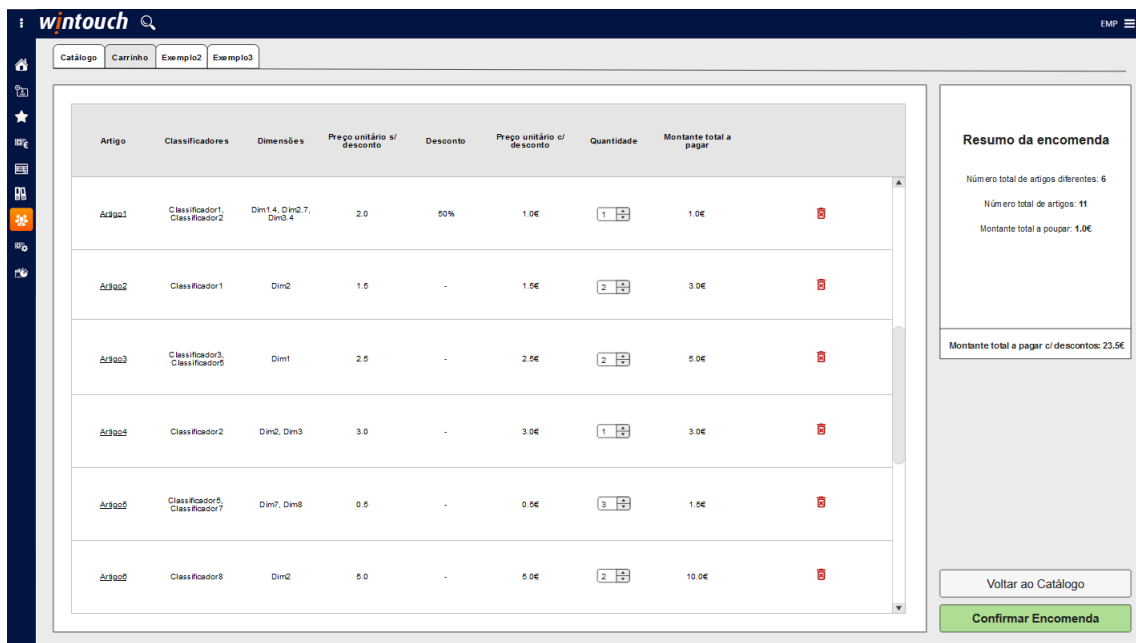 wintouch
EMP
Catálogo Carrinho Exemplo2 Exemplo3
Artigo Classificadores Dimensões Preço unitário s/ desconto Desconto Preço unitário c/ desconto Quantidade Montante total a pagar
Artigo1 Classificador1, Classificador2 Dim1.4, Dim2.7, Dim3.4 2.0 50% 1.0€ 1 1.0€
Artigo2 Classificador1 Dim2 1.5 - 1.5€ 2 3.0€
Artigo3 Classificador3, Classificador5 Dim1 2.5 - 2.5€ 2 5.0€
Artigo4 Classificador2 Dim2, Dim3 3.0 - 3.0€ 1 3.0€
Artigo5 Classificador5, Classificador7 Dim7, Dim8 0.5 - 0.5€ 3 1.5€
Artigo6 Classificador8 Dim2 5.0 - 5.0€ 2 10.0€
Resumo da encomenda
Número total de artigos diferentes: 6
Número total de artigos: 11
Montante total a poupar: 1.0€
Montante total a pagar c/ descontos: 23.5€
Voltar ao Catálogo
Confirmar Encomenda